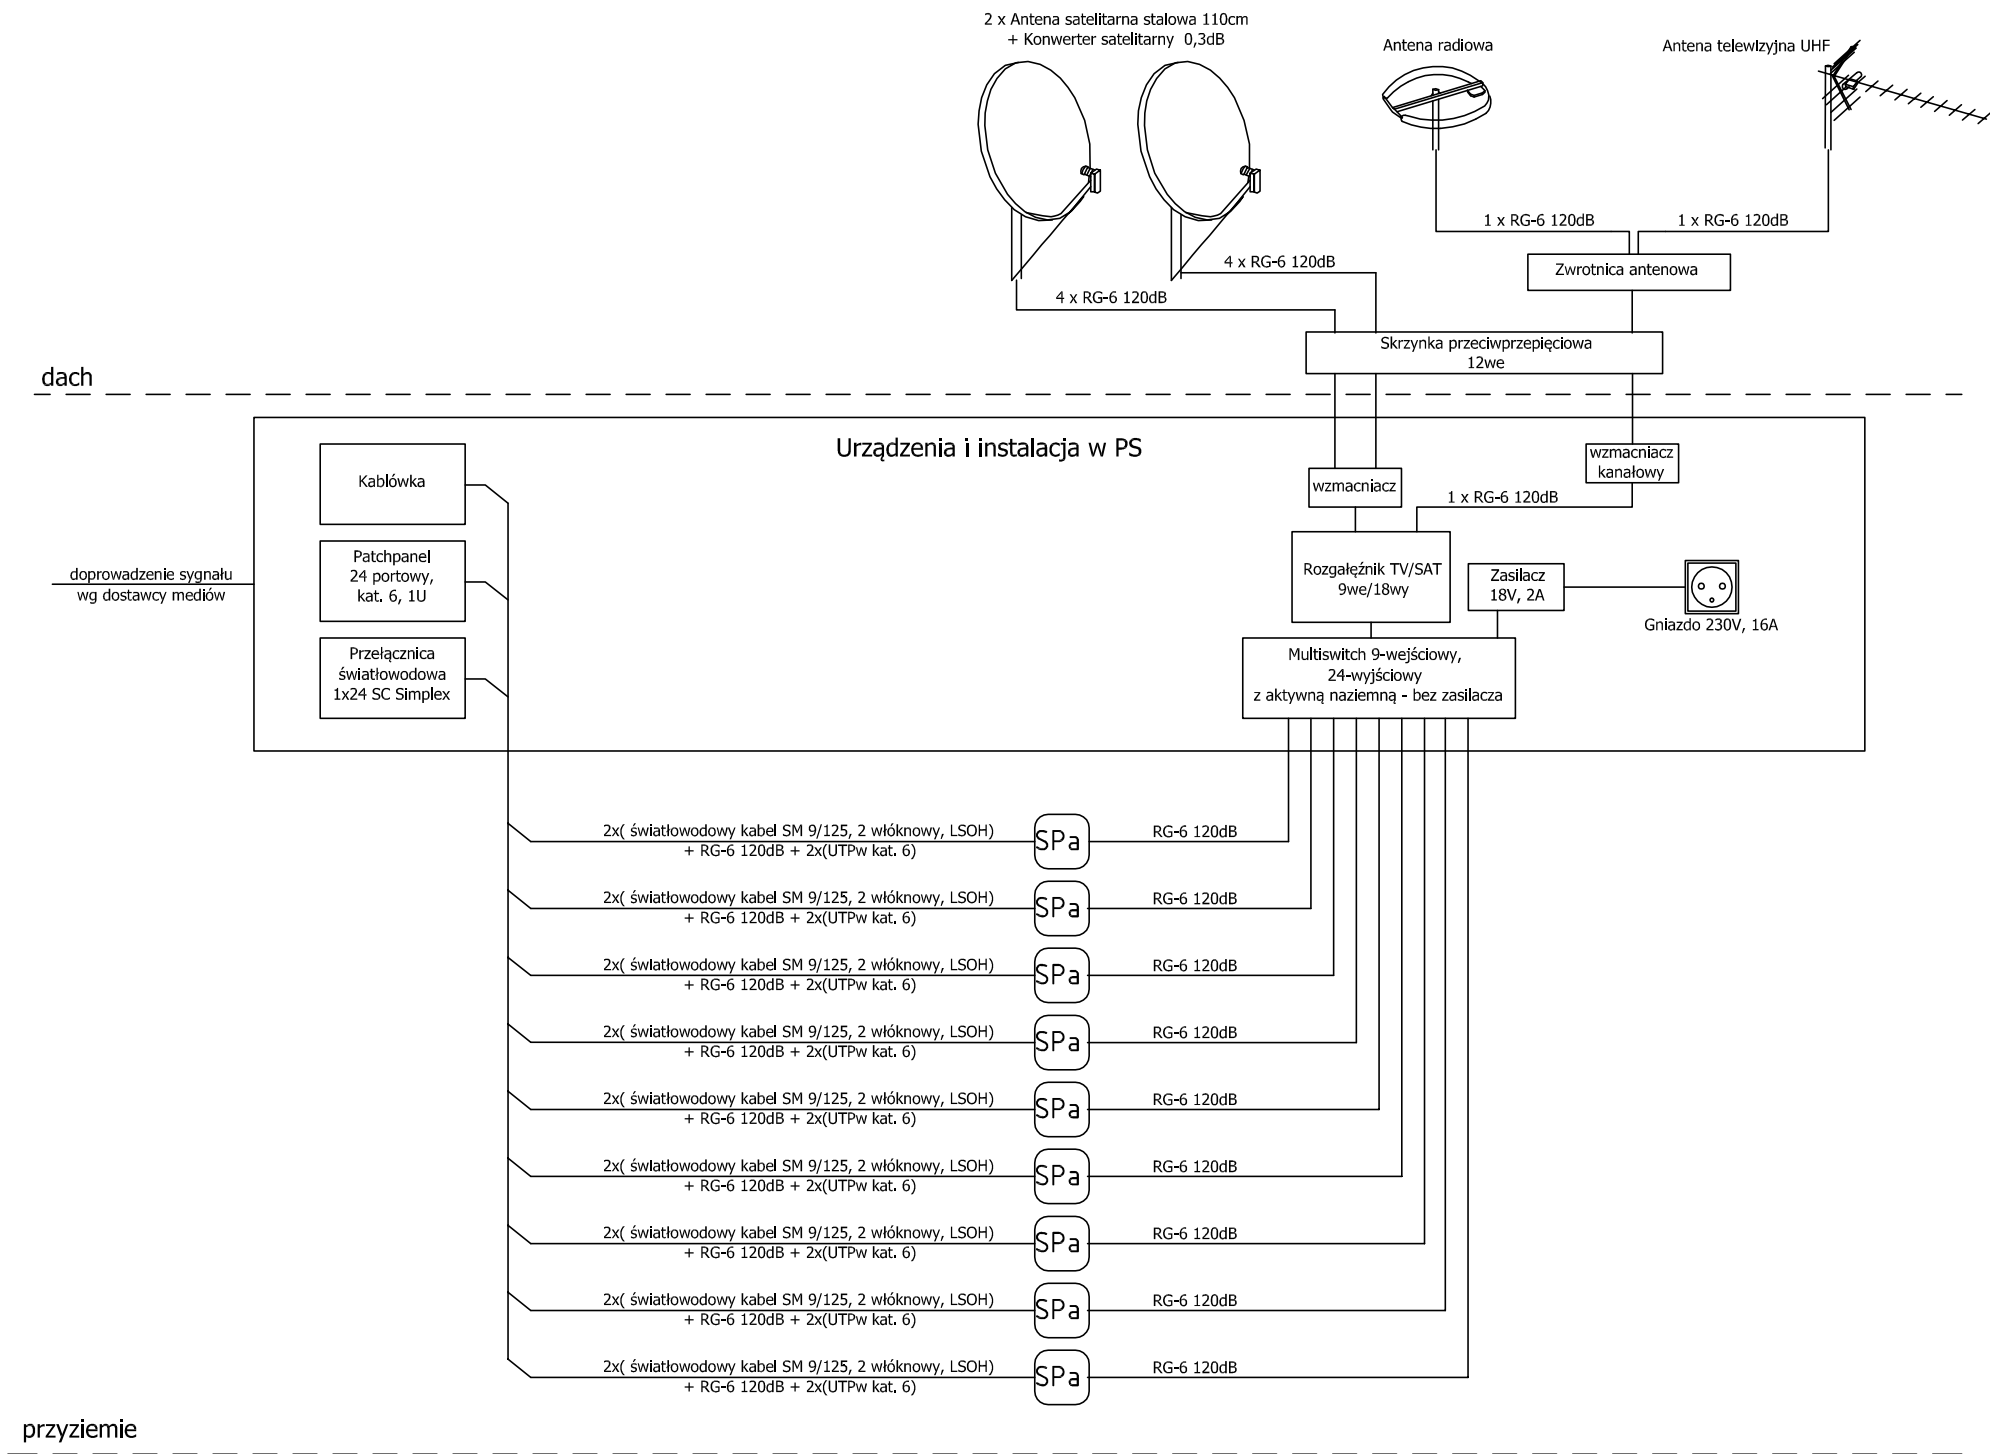 2 x Antena satelitarna stalowa 110cm
+ Konwerter satelitarny 0,3dB
Antena radiowa
Antena telewizyjna UHF
1 x RG-6 120dB
1 x RG-6 120dB
4 x RG-6 120dB
Zwrotnica antenowa
4 x RG-6 120dB
Skrzynka przeciwprzepięciowa
12we
dach
Urządzenia i instalacja w PS
Kablówka
wzmacniacz
kanałowy
wzmacniacz
1 x RG-6 120dB
Patchpanel
24 portowy,
kat. 6, 1U
doprowadzenie sygnału
wg dostawcy mediów
Rozgałęźnik TV/SAT
9we/18wy
Zasilacz
18V, 2A
Gniazdo 230V, 16A
Przełącznica
światłowodowa
1x24 SC Simplex
Multiswitch 9-wejściowy,
24-wyjściowy
z aktywną naziemną - bez zasilacza
2x( światłowodowy kabel SM 9/125, 2 włóknowy, LSOH)
+ RG-6 120dB + 2x(UTPw kat. 6)
SPa
RG-6 120dB
2x( światłowodowy kabel SM 9/125, 2 włóknowy, LSOH)
+ RG-6 120dB + 2x(UTPw kat. 6)
SPa
RG-6 120dB
2x( światłowodowy kabel SM 9/125, 2 włóknowy, LSOH)
+ RG-6 120dB + 2x(UTPw kat. 6)
SPa
RG-6 120dB
2x( światłowodowy kabel SM 9/125, 2 włóknowy, LSOH)
+ RG-6 120dB + 2x(UTPw kat. 6)
SPa
RG-6 120dB
2x( światłowodowy kabel SM 9/125, 2 włóknowy, LSOH)
+ RG-6 120dB + 2x(UTPw kat. 6)
SPa
RG-6 120dB
2x( światłowodowy kabel SM 9/125, 2 włóknowy, LSOH)
+ RG-6 120dB + 2x(UTPw kat. 6)
SPa
RG-6 120dB
2x( światłowodowy kabel SM 9/125, 2 włóknowy, LSOH)
+ RG-6 120dB + 2x(UTPw kat. 6)
SPa
RG-6 120dB
2x( światłowodowy kabel SM 9/125, 2 włóknowy, LSOH)
+ RG-6 120dB + 2x(UTPw kat. 6)
SPa
RG-6 120dB
2x( światłowodowy kabel SM 9/125, 2 włóknowy, LSOH)
+ RG-6 120dB + 2x(UTPw kat. 6)
SPa
RG-6 120dB
przyziemie